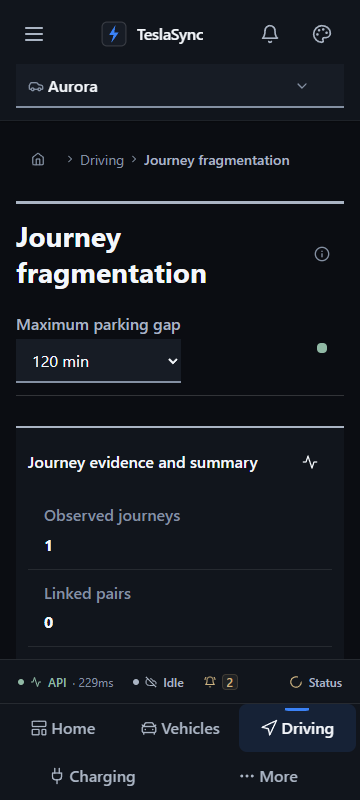 TeslaSync
Aurora
Driving Journey fragmentation
Journey
fragmentation
Maximum parking gap
120 min
Journey evidence and summary
Observed journeys
1
Linked pairs
0
API · 229ms Idle 2 Status
Home Vehicles Driving
Charging More